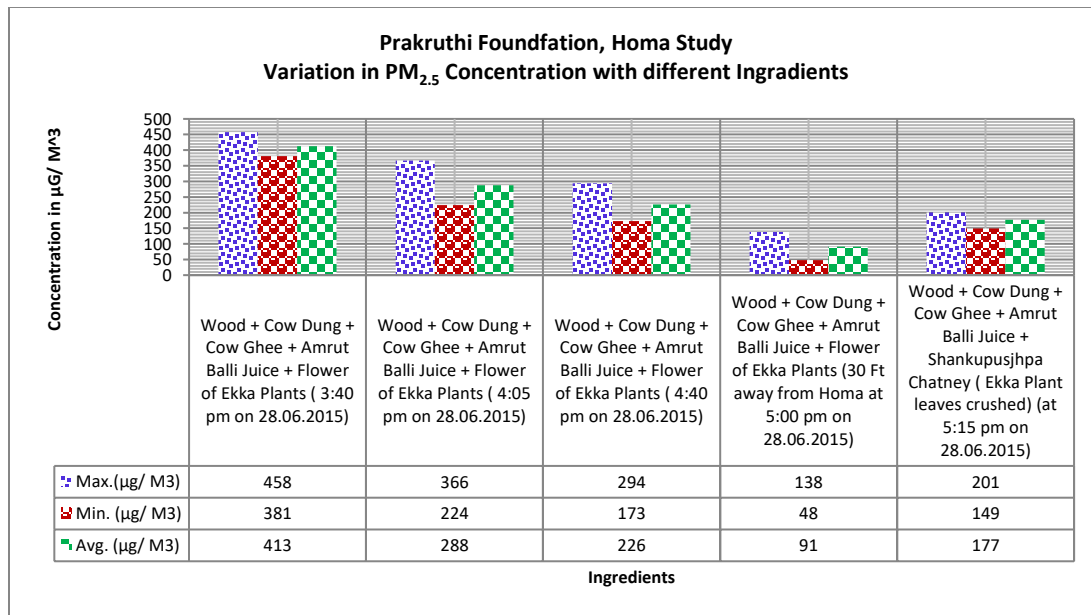 Prakruthi Foundfation, Homa Study
Variation in PM2.5 Concentration with different Ingradients
Concentration in µG/ M^3
500
450
400
350
300
250
200
150
100
50
0
Wood + Cow Dung +
Cow Ghee + Amrut
Balli Juice + Flower
of Ekka Plants ( 3:40
pm on 28.06.2015)
Wood + Cow Dung +
Cow Ghee + Amrut
Balli Juice + Flower
of Ekka Plants ( 4:05
pm on 28.06.2015)
Wood + Cow Dung +
Cow Ghee + Amrut
Balli Juice + Flower
of Ekka Plants ( 4:40
pm on 28.06.2015)
Wood + Cow Dung +
Cow Ghee + Amrut
Balli Juice + Flower
of Ekka Plants (30 Ft
away from Homa at
5:00 pm on
28.06.2015)
Wood + Cow Dung +
Cow Ghee + Amrut
Balli Juice +
Shankupusjhpa
Chatney ( Ekka Plant
leaves crushed) (at
5:15 pm on
28.06.2015)
Max.(µg/ M3) 458 366 294 138 201
Min. (µg/ M3) 381 224 173 48 149
Avg. (µg/ M3) 413 288 226 91 177
Ingredients